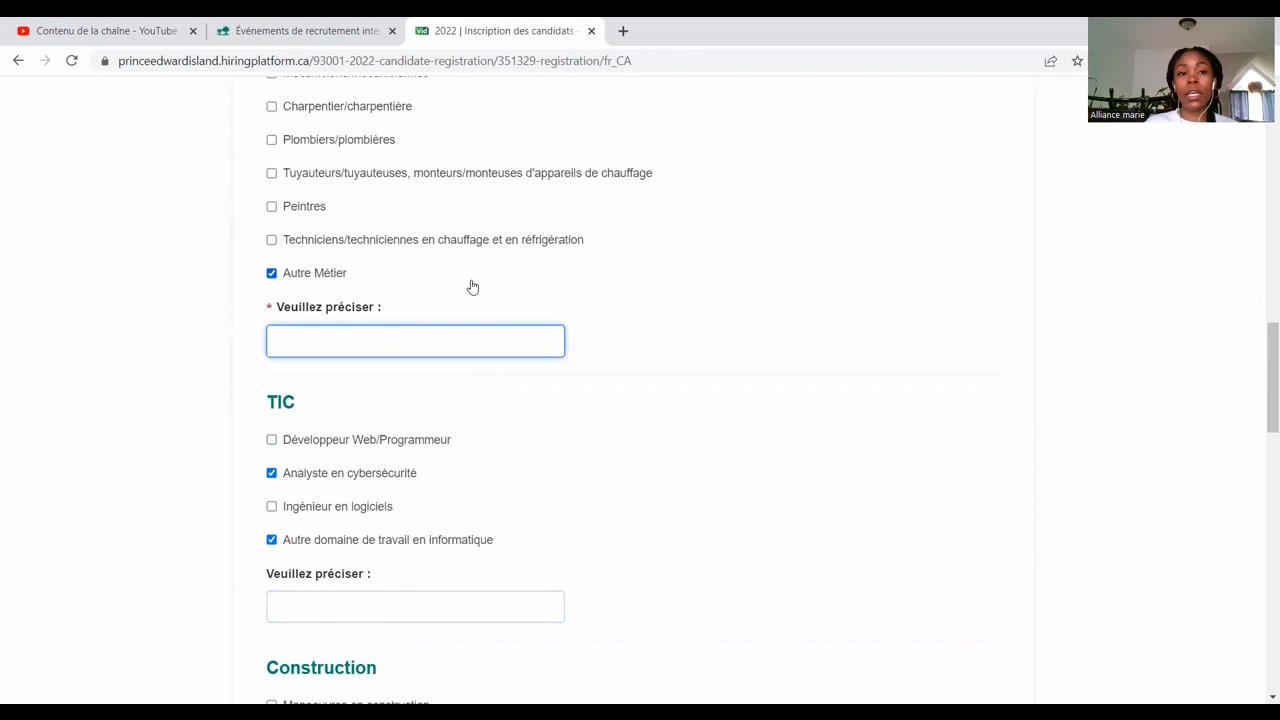 Contenu de la chaîne - YouTube
Événements de recrutement inte
Vid 2022 | Inscription des candidats -
princeedwardisland.hiringplatform.ca/93001-2022-candidate-registration/351329-registration/fr_CA
Alliance marie
Charpentier/charpentière
Plombiers/plombières
Tuyauteurs/tuyauteuses, monteurs/monteuses d'appareils de chauffage
Peintres
Techniciens/techniciennes en chauffage et en réfrigération
Autre Métier
* Veuillez préciser :
TIC
Développeur Web/Programmeur
Analyste en cybersécurité
Ingénieur en logiciels
Autre domaine de travail en informatique
Veuillez préciser :
Construction